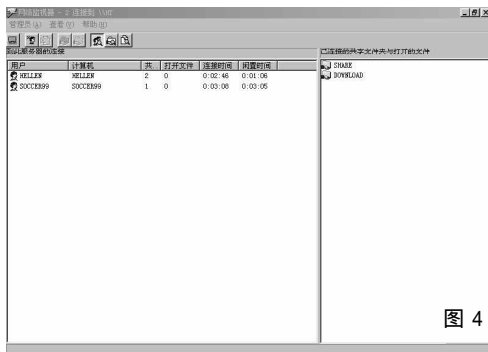 网络监视器 - 2 连接到 \\HY
管理员(A) 查看(V) 帮助(H)
到此服务器的连接
用户 计算机 共... 打开文件 连接时间 闲置时间
HELLEN HELLEN 2 0 0:02:46 0:01:06
SOCCER99 SOCCER99 1 0 0:03:08 0:03:05
已连接的共享文件夹与打开的文件
SHARE
DOWNLOAD
图 4